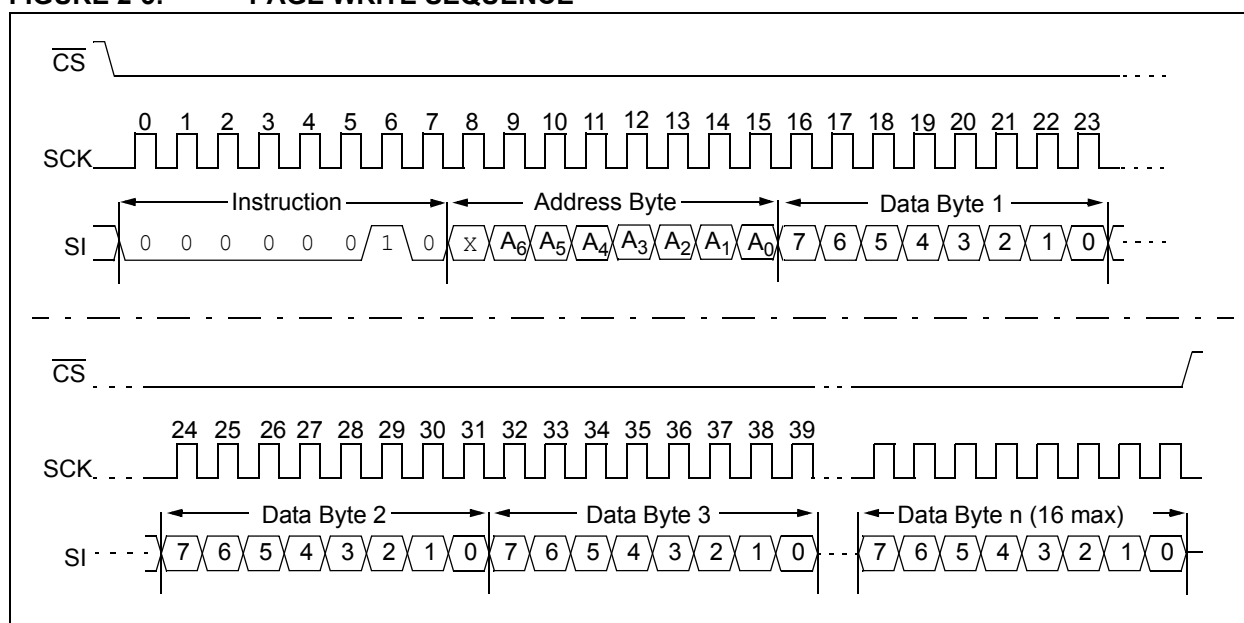 FIGURE 2-3: PAGE WRITE SEQUENCE
CS
0 1 2 3 4 5 6 7 8 9 10 11 12 13 14 15 16 17 18 19 20 21 22 23
SCK
Instruction Address Byte Data Byte 1
SI 0 0 0 0 0 0 1 0 x A6 A5 A4 A3 A2 A1 A0 7 6 5 4 3 2 1 0
CS
24 25 26 27 28 29 30 31 32 33 34 35 36 37 38 39
SCK
Data Byte 2 Data Byte 3 Data Byte n (16 max)
SI 7 6 5 4 3 2 1 0 7 6 5 4 3 2 1 0 7 6 5 4 3 2 1 0